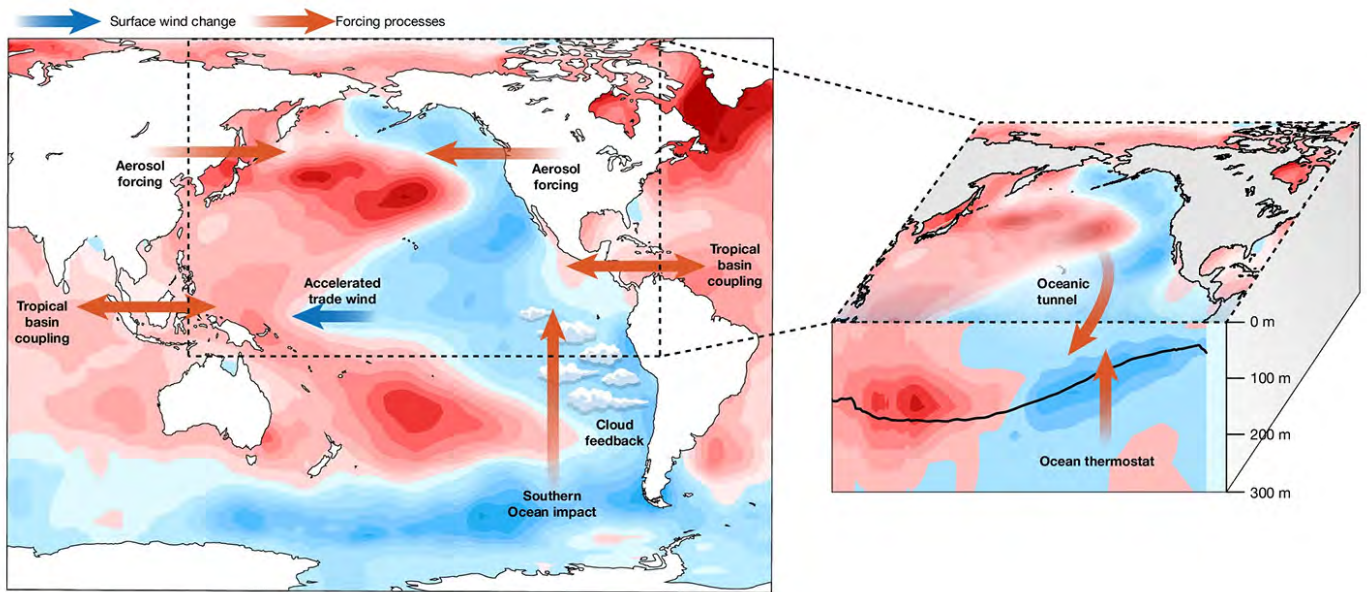 Surface wind change
Forcing processes
Aerosol
forcing
Aerosol
forcing
Tropical
basin
coupling
Accelerated
trade wind
Tropical basin
coupling
Cloud
feedback
Southern
Ocean impact
Oceanic
tunnel
0 m
100 m
200 m
Ocean thermostat
300 m